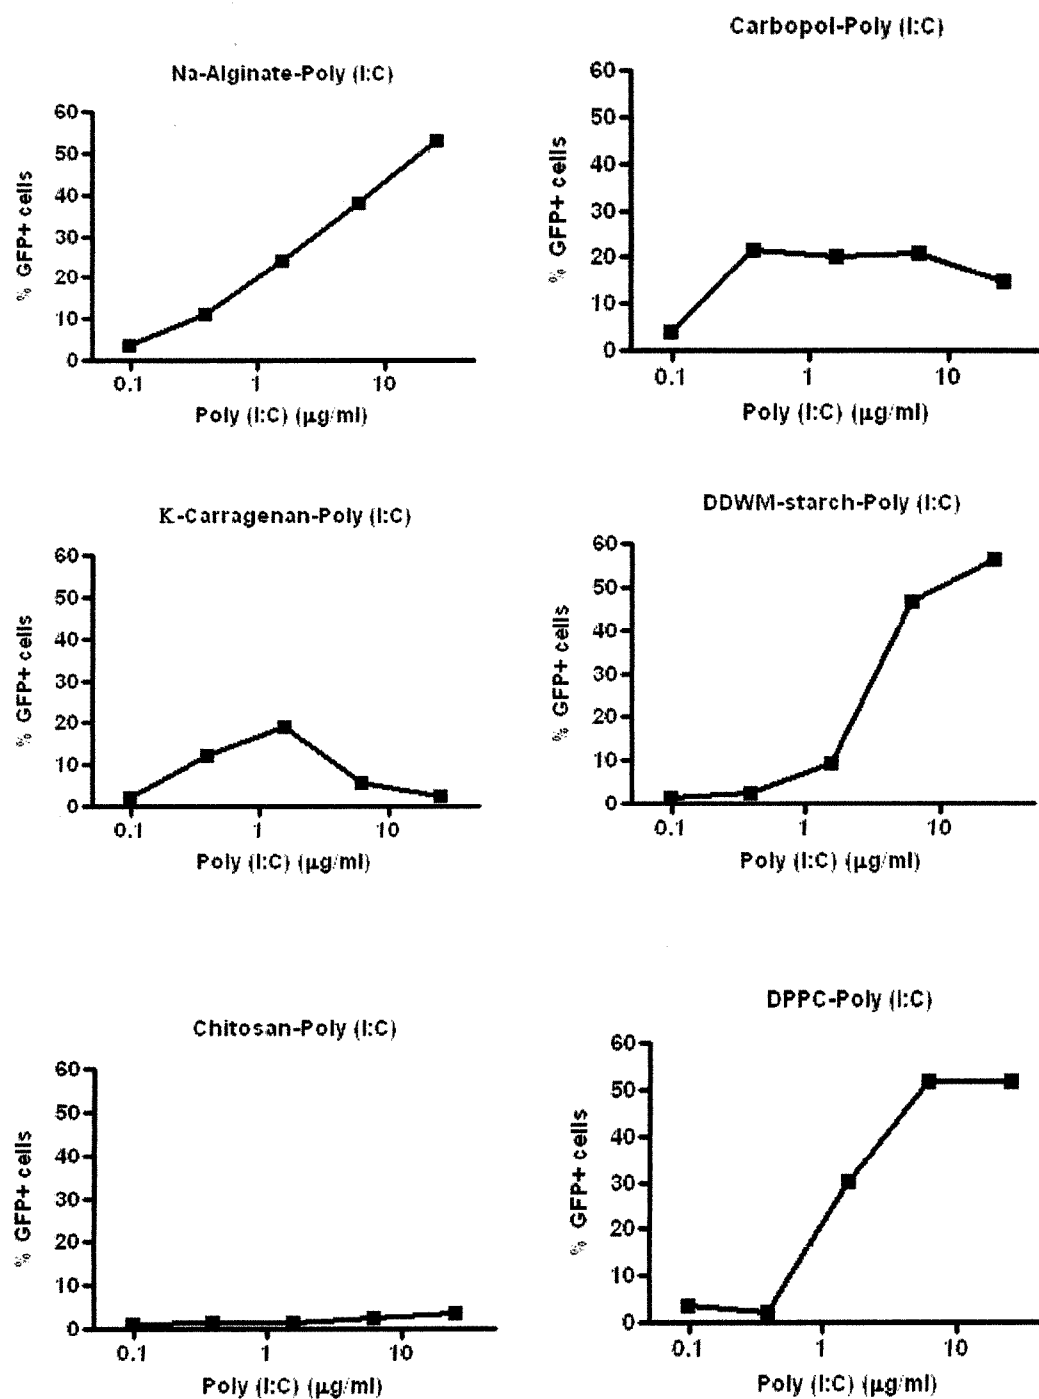 Na-Alginate-Poly (I:C)
60
50
40
30
20
10
0
% GFP+ cells
0.1 1 10
Poly (I:C) (µg/ml)
Carbopol-Poly (I:C)
60
50
40
30
20
10
0
% GFP+ cells
0.1 1 10
Poly (I:C) (µg/ml)
K-Carragenan-Poly (I:C)
60
50
40
30
20
10
0
% GFP+ cells
0.1 1 10
Poly (I:C) (µg/ml)
DDWM-starch-Poly (I:C)
60
50
40
30
20
10
0
% GFP+ cells
0.1 1 10
Poly (I:C) (µg/ml)
Chitosan-Poly (I:C)
60
50
40
30
20
10
0
% GFP+ cells
0.1 1 10
Poly (I:C) (µg/ml)
DPPC-Poly (I:C)
60
50
40
30
20
10
0
% GFP+ cells
0.1 1 10
Poly (I:C) (µg/ml)